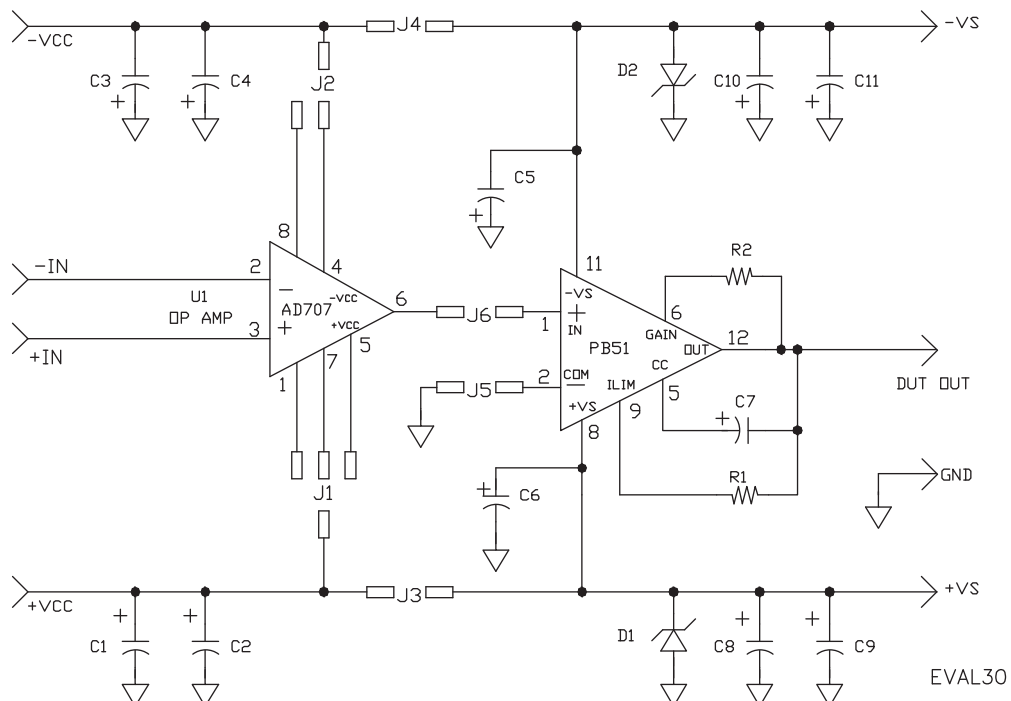 -VCC
J4
-VS
C3
+
C4
+
J2
D2
C10
+
C11
+
C5
+
8
4
11
-IN
2
U1
OP AMP
AD707
-VCC
+VCC
6
+IN
3
5
7
1
J6
1
-VS
+
IN
PB51
GAIN
6
R2
OUT
12
DUT OUT
J5
2
COM
ILIM
CC
+VS
8
9
5
+
C7
R1
GND
J1
+
C6
+VCC
J3
+VS
+
C1
+
C2
D1
+
C8
+
C9
EVAL30